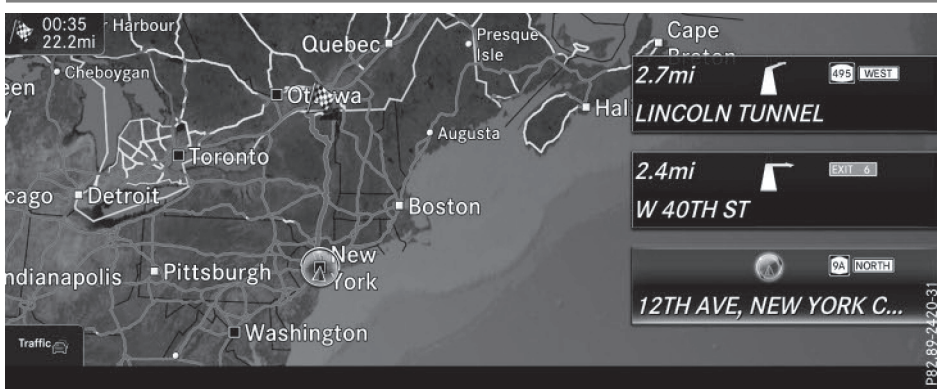 00:35
22.2mi
Harbour
Quebec
Presque
Isle
Cape
Breton
Cheboygan
Ottawa
Hal
Augusta
Toronto
cago
Detroit
Boston
New
York
ndianapolis
Pittsburgh
Washington
Traffic
2.7mi
495 WEST
LINCOLN TUNNEL
2.4mi
EXIT 6
W 40TH ST
9A NORTH
12TH AVE, NEW YORK C...
P82.89-2420-31